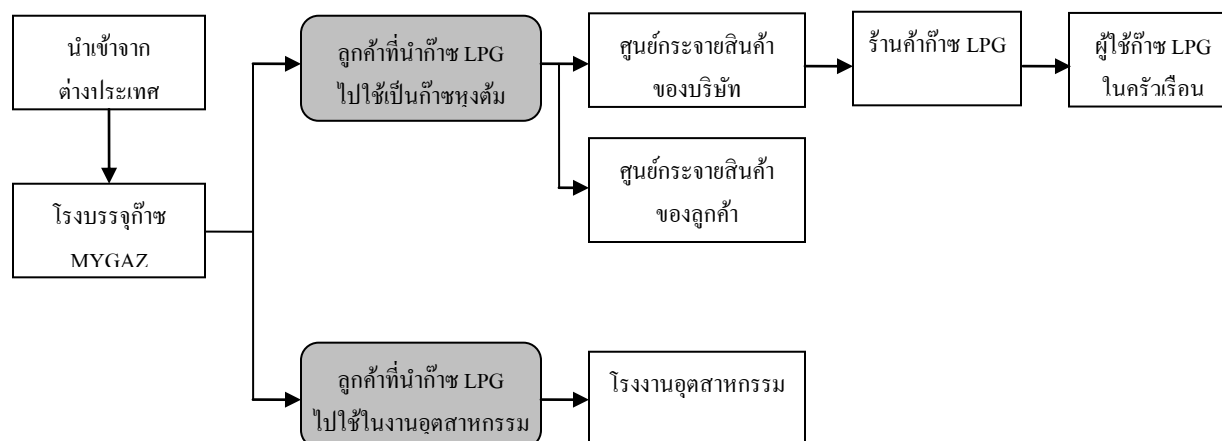 นำเข้าจาก
ต่างประเทศ
โรงบรรจุก๊าซ
MYGAZ
ลูกค้าที่นำก๊าซ LPG
ไปใช้เป็นก๊าซหุงต้ม
ศูนย์กระจายสินค้า
ของบริษัท
ร้านค้าก๊าซ LPG
ผู้ใช้ก๊าซ LPG
ในครัวเรือน
ศูนย์กระจายสินค้า
ของลูกค้า
ลูกค้าที่นำก๊าซ LPG
ไปใช้ในงานอุตสาหกรรม
โรงงานอุตสาหกรรม